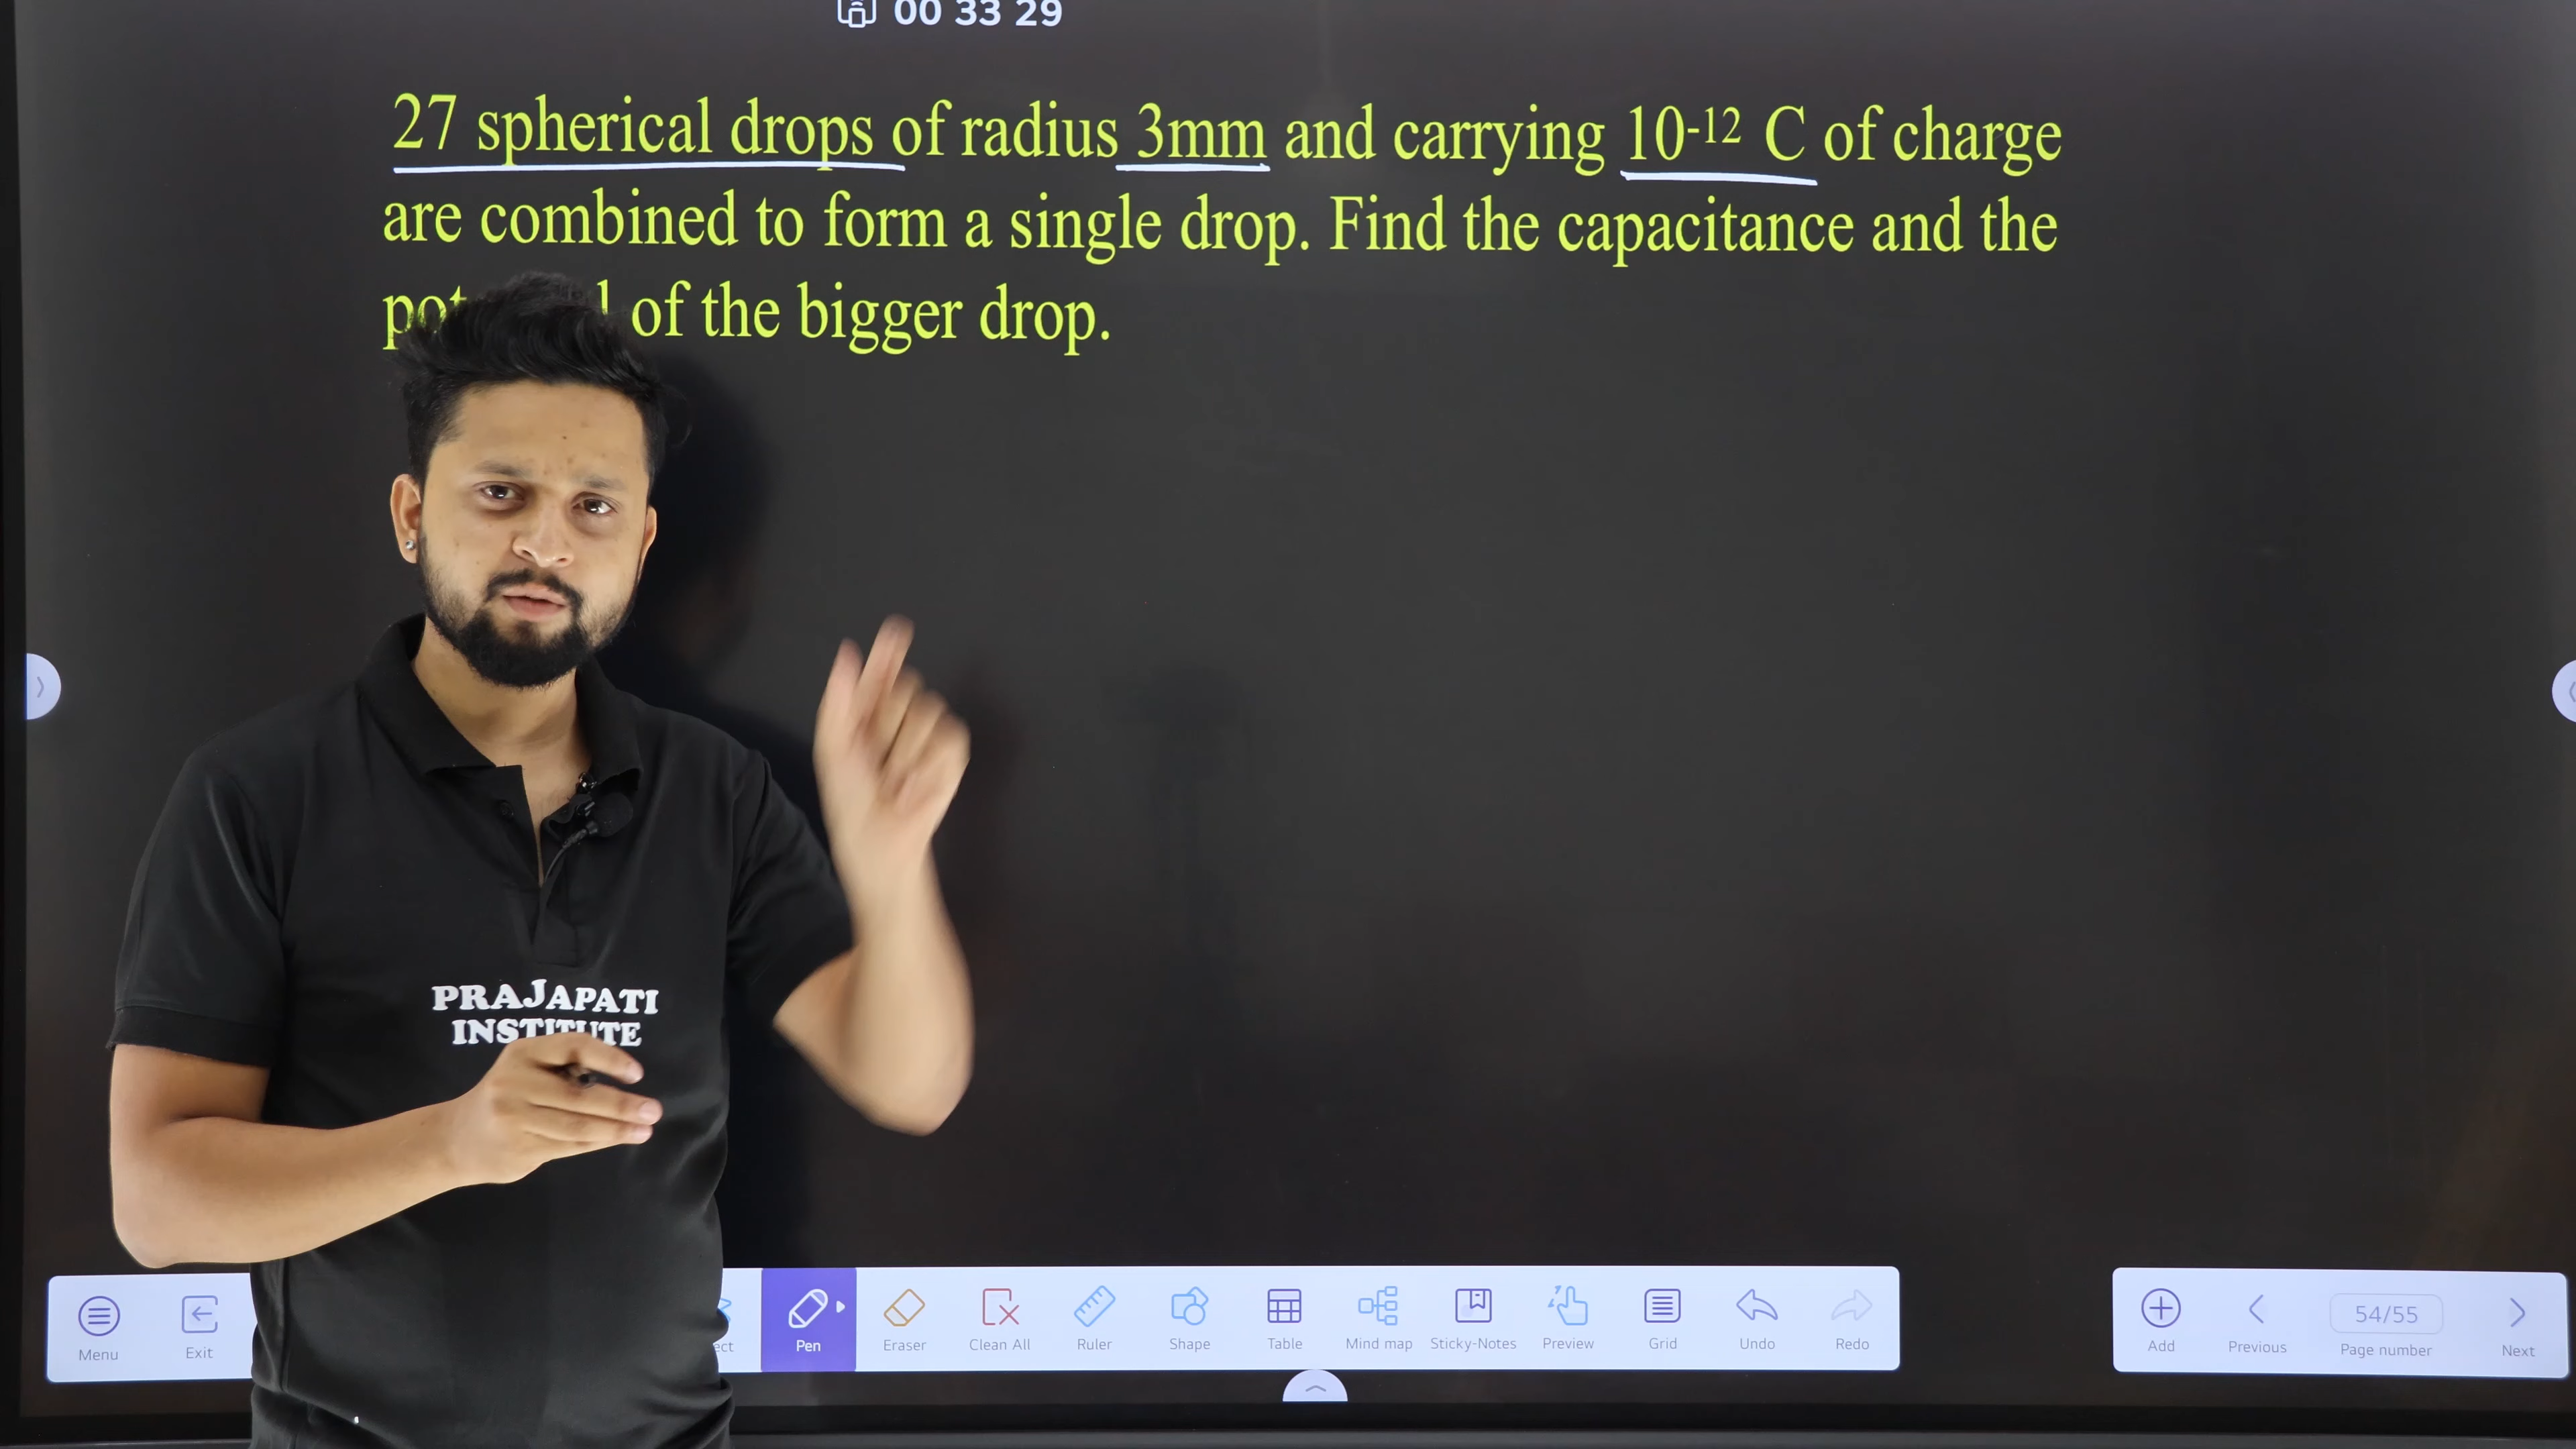 00 33 29
27 spherical drops of radius 3mm and carrying 10⁻¹² C of charge
are combined to form a single drop. Find the capacitance and the
of the bigger drop.
PRAJAPATI
INSTITUTE
Menu Exit Pen Eraser Clean All Ruler Shape Table Mind map Sticky-Notes Preview Grid Undo Redo
Add Previous 54/55 Page number Next